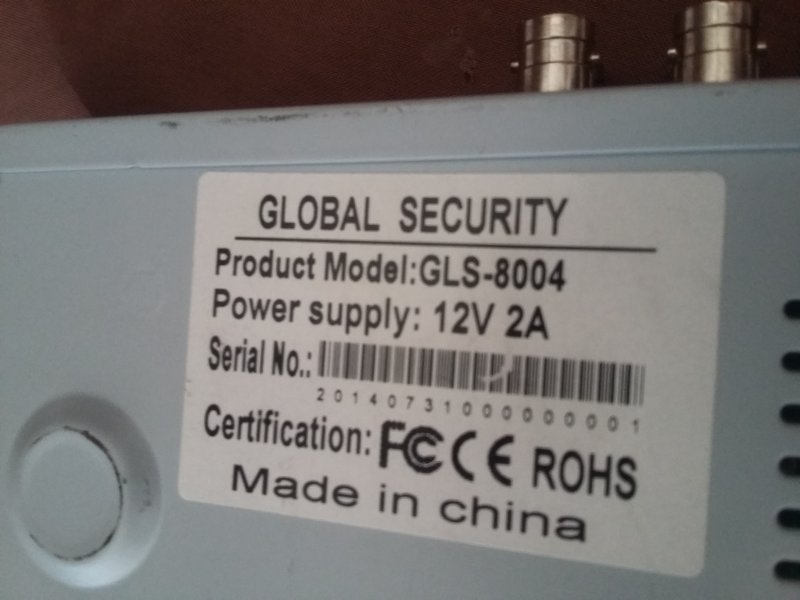 GLOBAL SECURITY
Product Model:GLS-8004
Power supply: 12V 2A
Serial No.:
20140731000000001
Certification: FC CE ROHS
Made in china